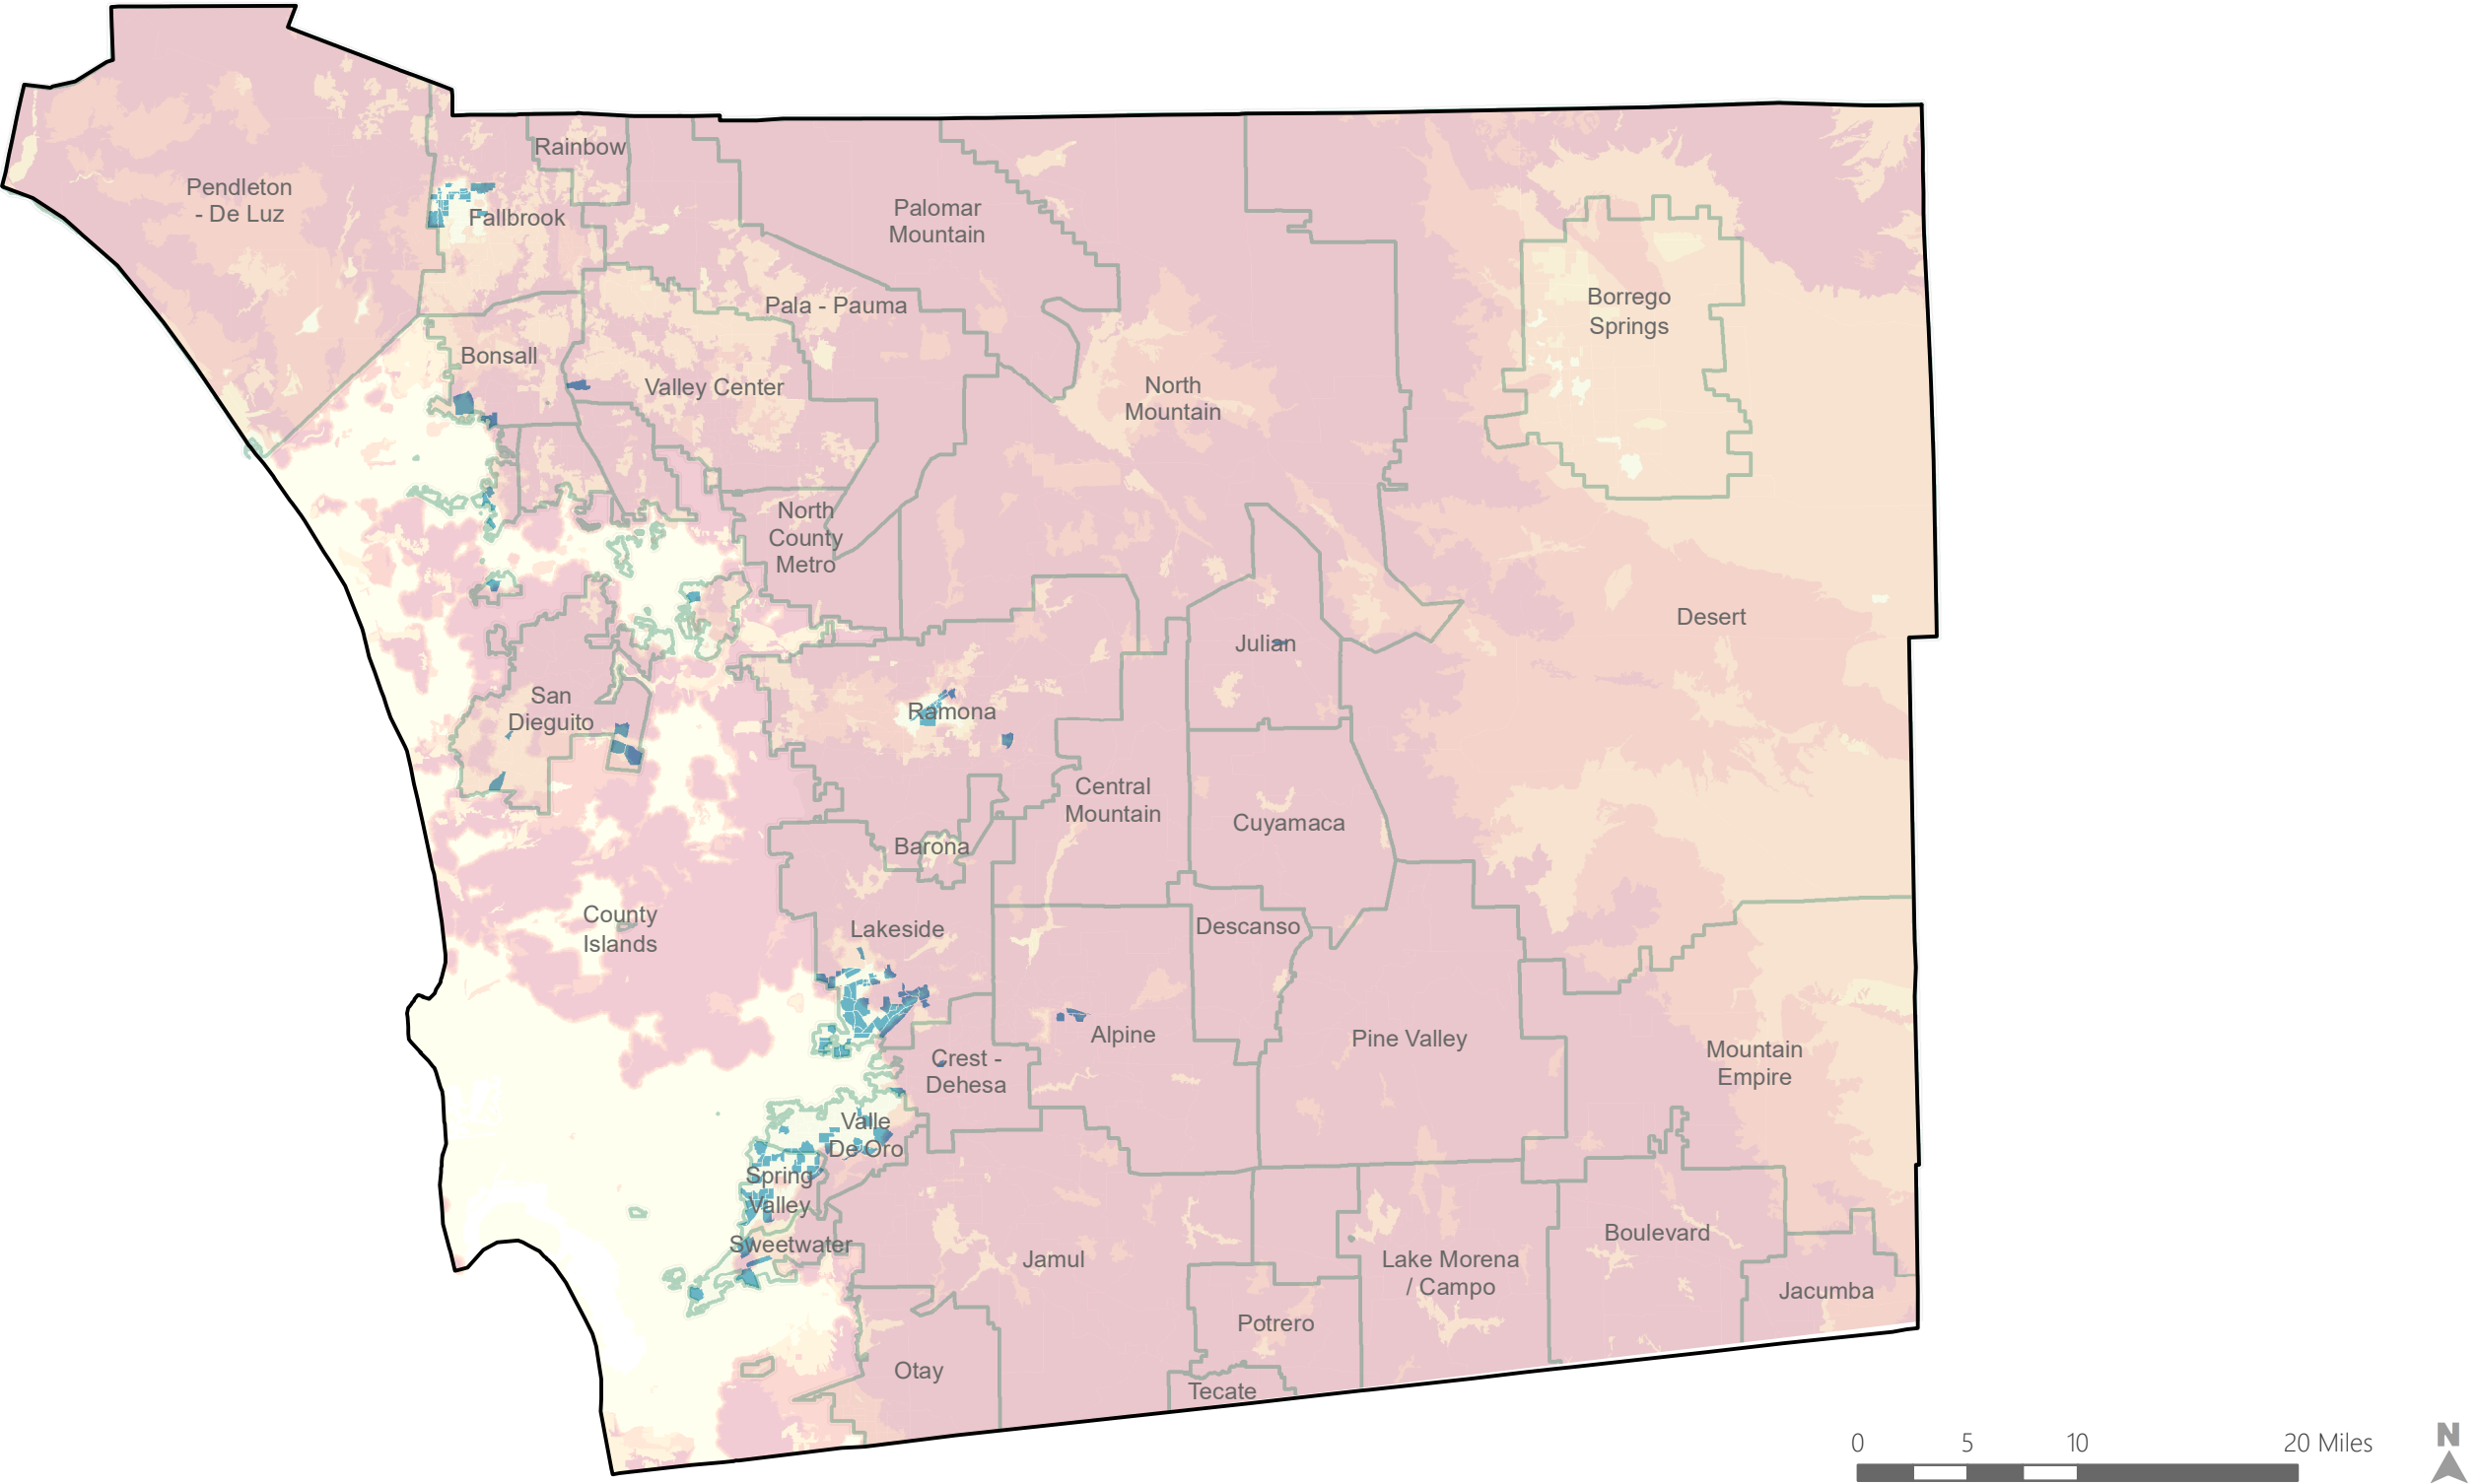 Rainbow
Pendleton
- De Luz
Fallbrook
Palomar
Mountain
Pala - Pauma
Borrego
Springs
Bonsall
Valley Center
North
Mountain
North
County
Metro
Desert
Julian
San
Dieguito
Ramona
Central
Mountain
Cuyamaca
Barona
County
Islands
Lakeside
Descanso
Alpine
Pine Valley
Crest -
Dehesa
Mountain
Empire
Valle
De Oro
Spring
Valley
Sweetwater
Jamul
Lake Morena
/ Campo
Boulevard
Jacumba
Potrero
Otay
Tecate
0 5 10 20 Miles
N